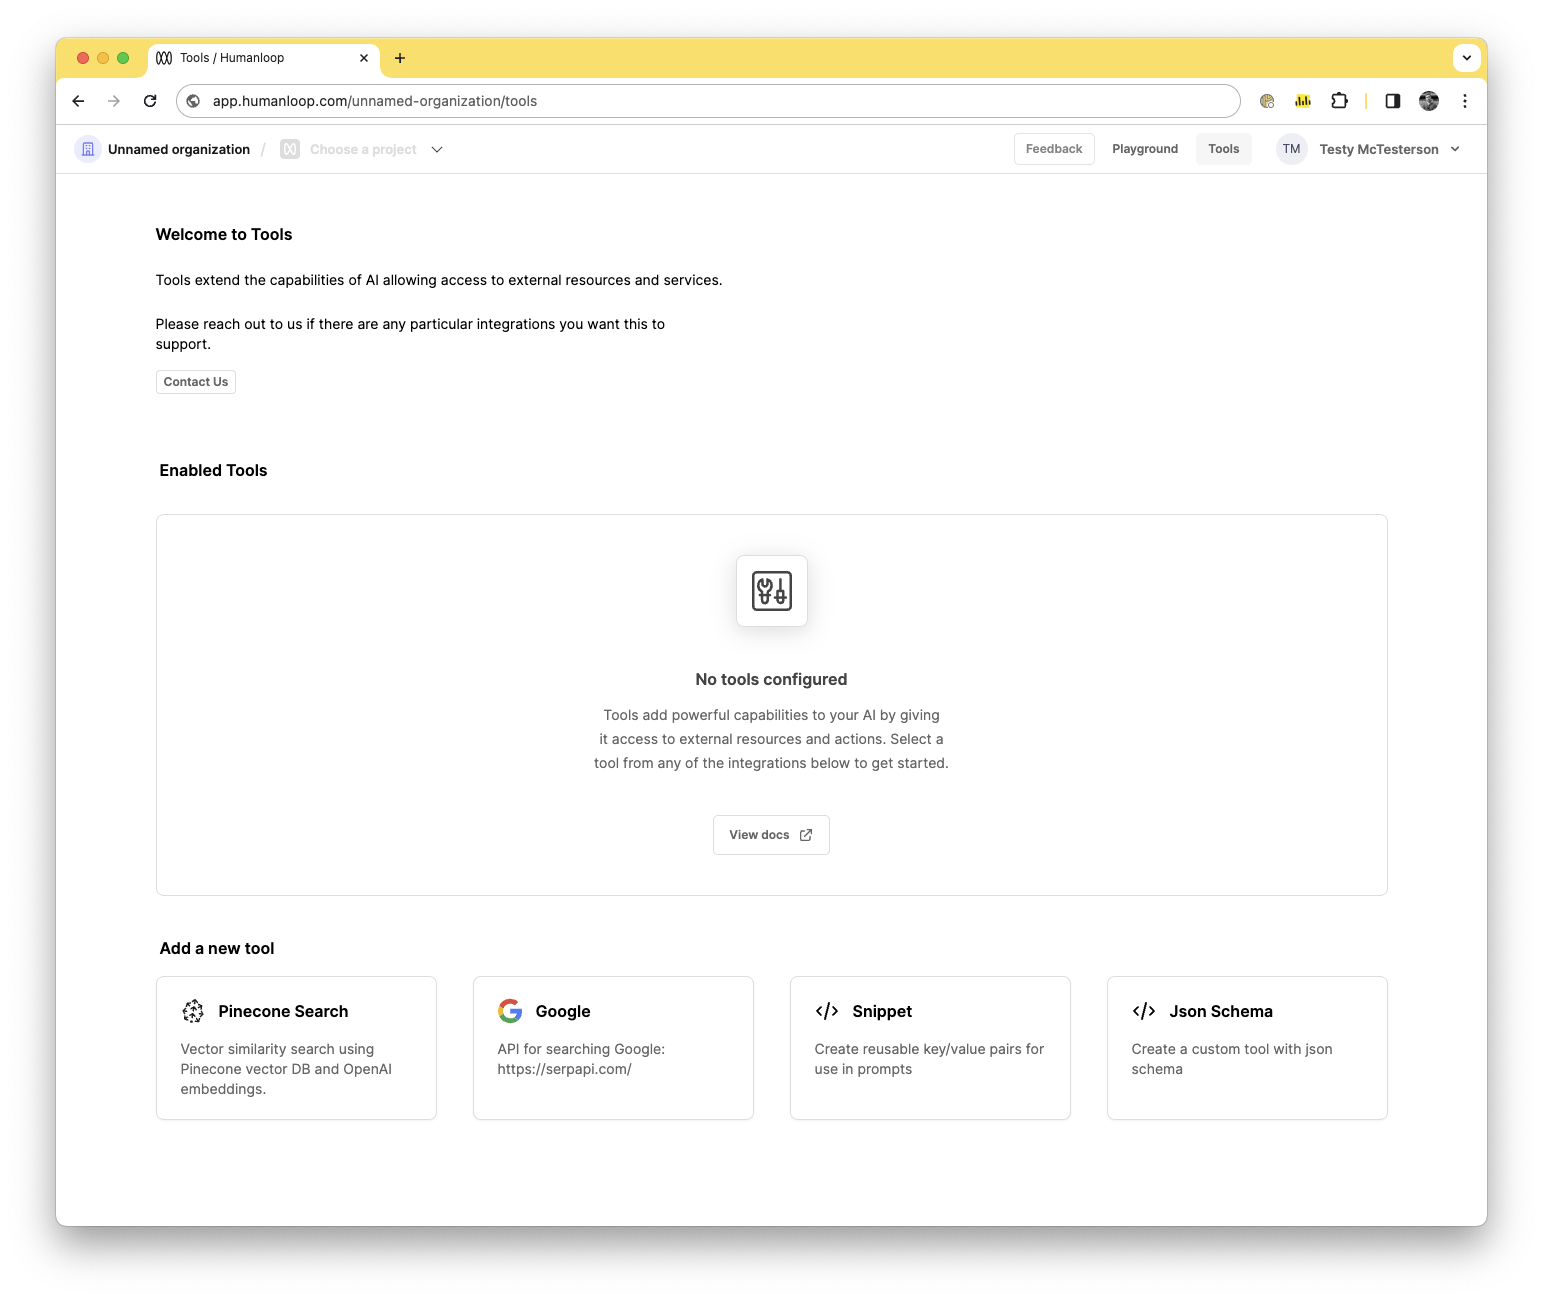 Tools / Humanloop
app.humanloop.com/unnamed-organization/tools
Unnamed organization / Choose a project
Feedback Playground Tools TM Testy McTesterson
Welcome to Tools
Tools extend the capabilities of AI allowing access to external resources and services.
Please reach out to us if there are any particular integrations you want this to
support.
Contact Us
Enabled Tools
No tools configured
Tools add powerful capabilities to your AI by giving
it access to external resources and actions. Select a
tool from any of the integrations below to get started.
View docs
Add a new tool
Pinecone Search
Vector similarity search using
Pinecone vector DB and OpenAI
embeddings.
Google
API for searching Google:
https://serpapi.com/
</> Snippet
Create reusable key/value pairs for
use in prompts
</> Json Schema
Create a custom tool with json
schema